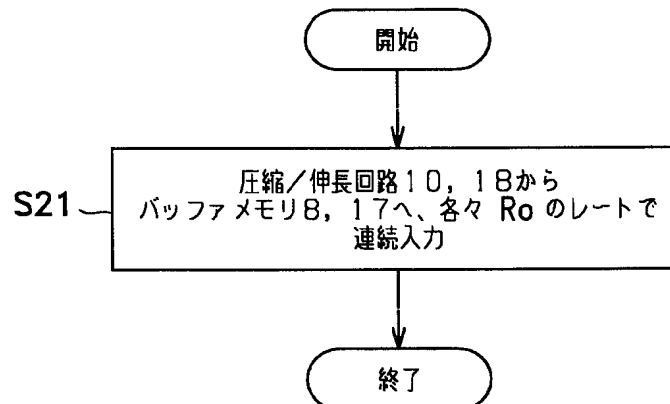 開始
S21
圧縮／伸長回路10，18から
バッファメモリ8，17へ、各々 Ro のレートで
連続入力
終了